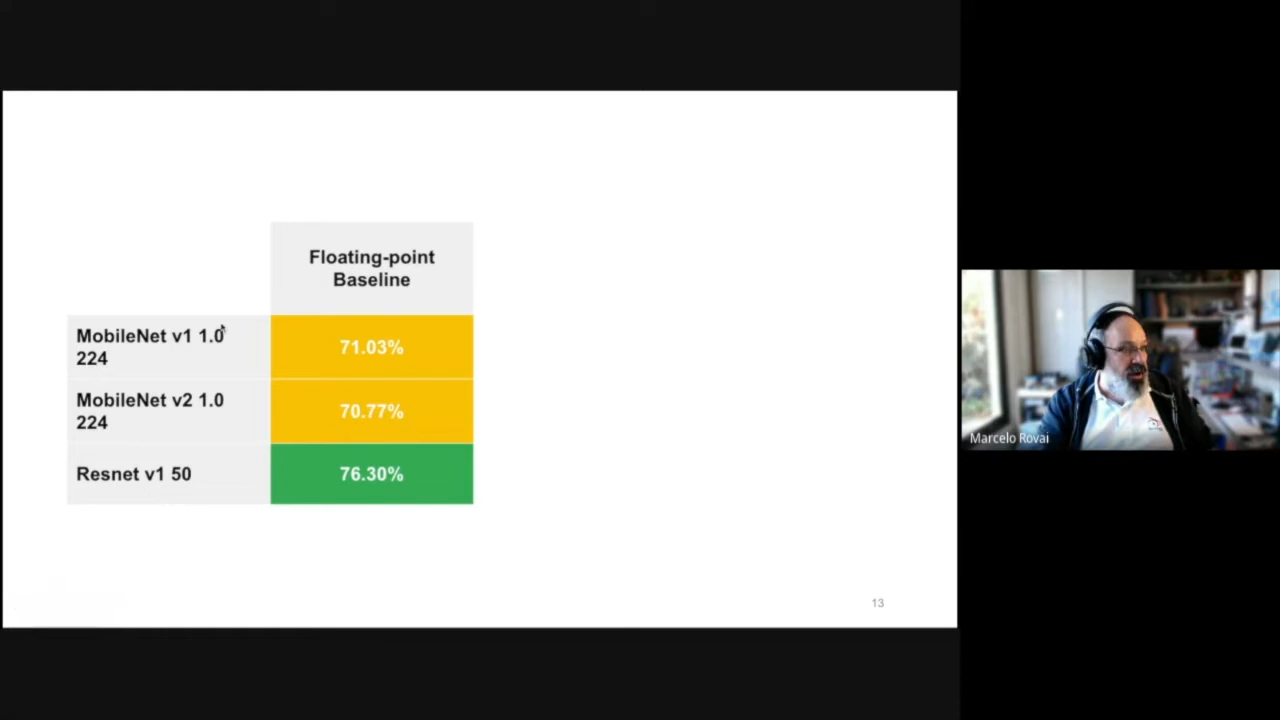 Floating-point
Baseline
MobileNet v1 1.0
224
71.03%
MobileNet v2 1.0
224
70.77%
Resnet v1 50
76.30%
13
Marcelo Rovai